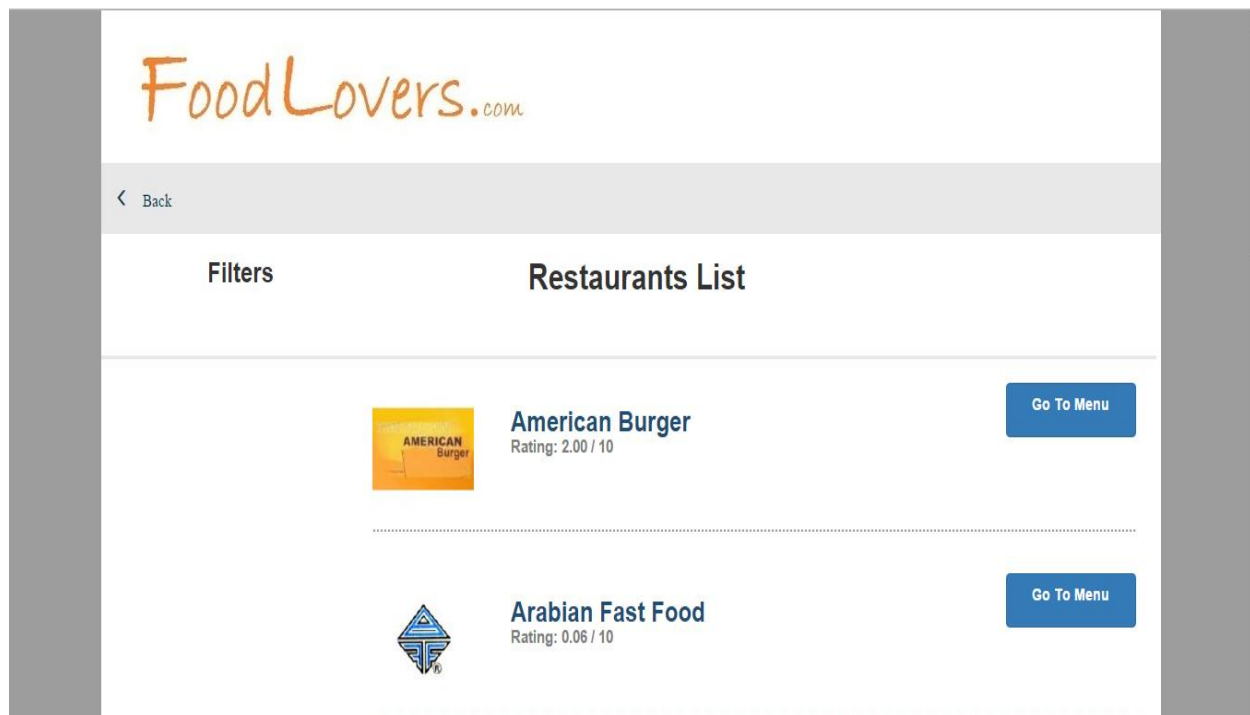 FoodLovers.com
Back
Filters
Restaurants List
AMERICAN
Burger
American Burger
Rating: 2.00 / 10
Go To Menu
Arabian Fast Food
Rating: 0.06 / 10
Go To Menu